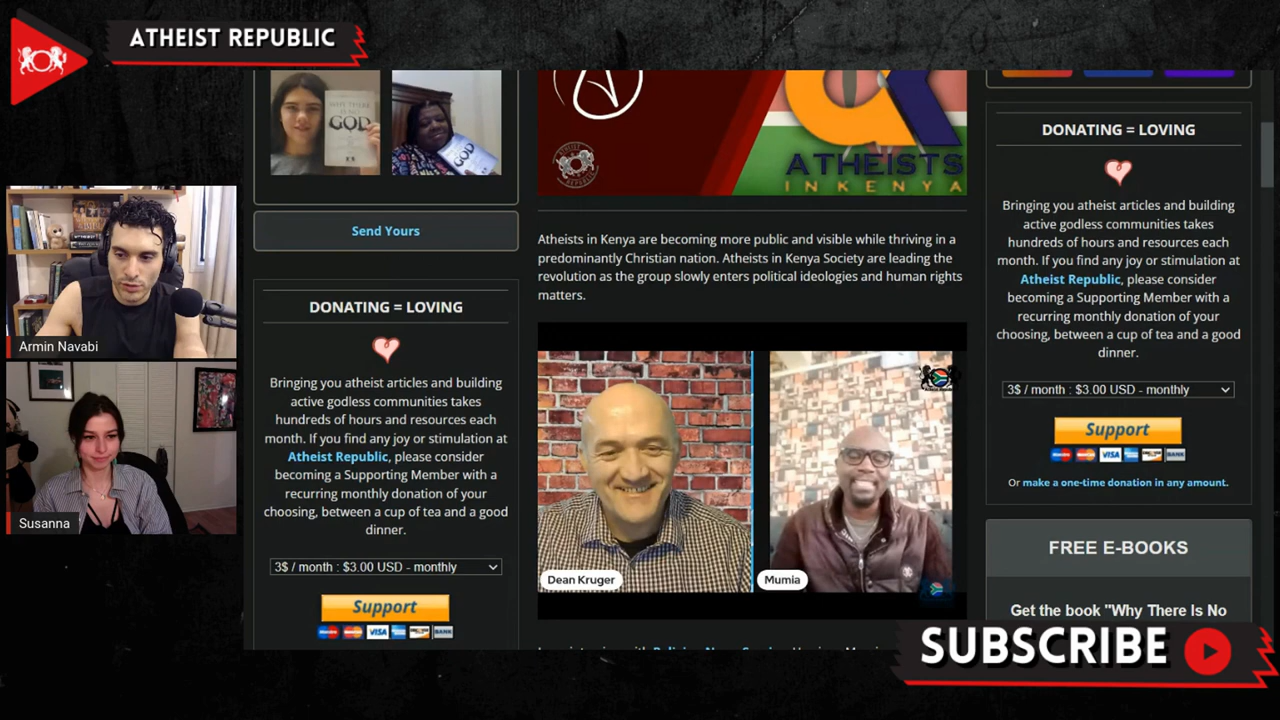 ATHEIST REPUBLIC
Armin Navabi
Susanna
GOD
GOD
Send Yours
DONATING = LOVING
Bringing you atheist articles and building
active godless communities takes
hundreds of hours and resources each
month. If you find any joy or stimulation at
Atheist Republic, please consider
becoming a Supporting Member with a
recurring monthly donation of your
choosing, between a cup of tea and a good
dinner.
3$ / month : $3.00 USD - monthly
Support
VISA
BANK
ATHEISTS
IN KENYA
Atheists in Kenya are becoming more public and visible while thriving in a
predominantly Christian nation. Atheists in Kenya Society are leading the
revolution as the group slowly enters political ideologies and human rights
matters.
Dean Kruger
Mumia
DONATING = LOVING
Bringing you atheist articles and building
active godless communities takes
hundreds of hours and resources each
month. If you find any joy or stimulation at
Atheist Republic, please consider
becoming a Supporting Member with a
recurring monthly donation of your
choosing, between a cup of tea and a good
dinner.
3$ / month : $3.00 USD - monthly
Support
VISA
BANK
Or make a one-time donation in any amount.
FREE E-BOOKS
Get the book "Why There Is No
SUBSCRIBE